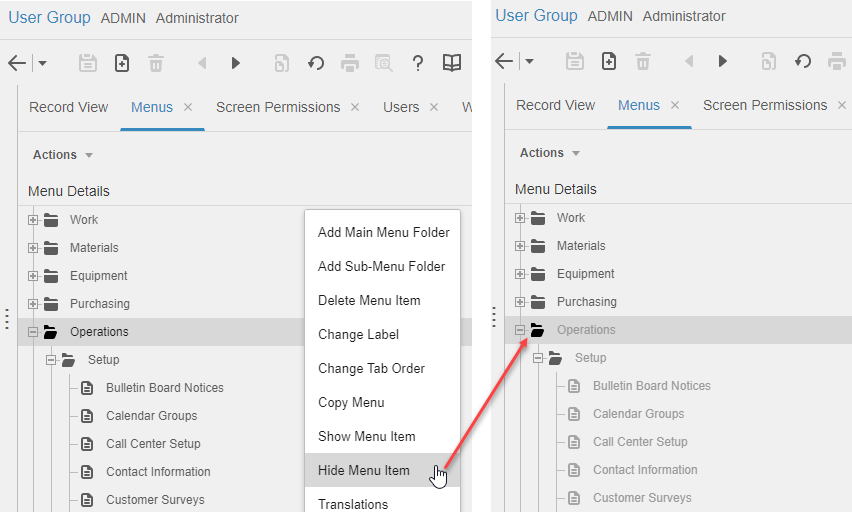 User Group ADMIN Administrator
Record View Menus × Screen Permissions × Users × W
Actions
Menu Details
Work
Materials
Equipment
Purchasing
Operations
Setup
Bulletin Board Notices
Calendar Groups
Call Center Setup
Contact Information
Customer Surveys
Add Main Menu Folder
Add Sub-Menu Folder
Delete Menu Item
Change Label
Change Tab Order
Copy Menu
Show Menu Item
Hide Menu Item
Translations
User Group ADMIN Administrator
Record View Menus × Screen Permissions ×
Actions
Menu Details
Work
Materials
Equipment
Purchasing
Operations
Setup
Bulletin Board Notices
Calendar Groups
Call Center Setup
Contact Information
Customer Surveys